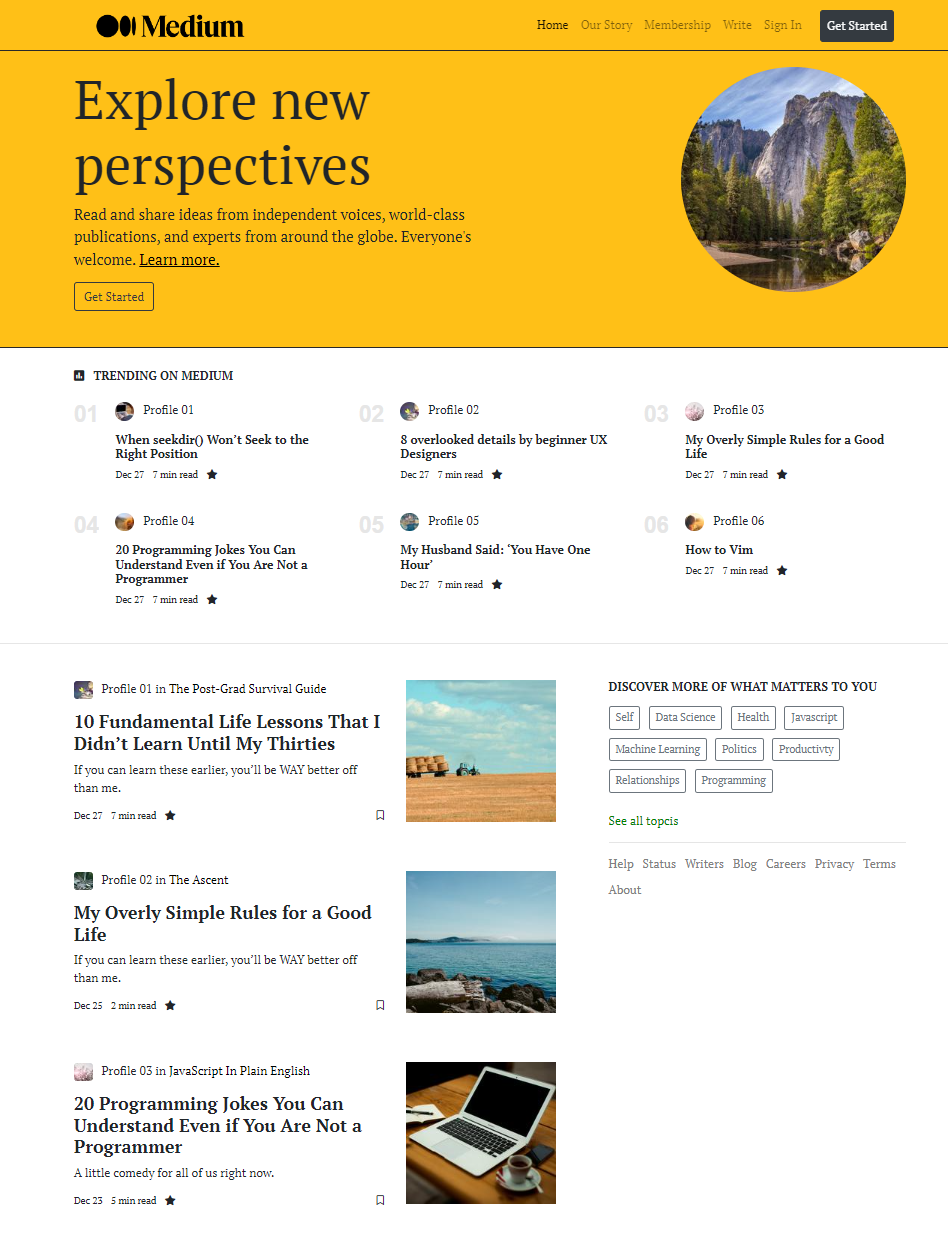 Medium
Home Our Story Membership Write Sign In Get Started
Explore new
perspectives
Read and share ideas from independent voices, world-class
publications, and experts from around the globe. Everyone's
welcome. Learn more.
Get Started
TRENDING ON MEDIUM
01 Profile 01
When seekdir() Won’t Seek to the
Right Position
Dec 27 7 min read
02 Profile 02
8 overlooked details by beginner UX
Designers
Dec 27 7 min read
03 Profile 03
My Overly Simple Rules for a Good
Life
Dec 27 7 min read
04 Profile 04
20 Programming Jokes You Can
Understand Even if You Are Not a
Programmer
Dec 27 7 min read
05 Profile 05
My Husband Said: ‘You Have One
Hour’
Dec 27 7 min read
06 Profile 06
How to Vim
Dec 27 7 min read
Profile 01 in The Post-Grad Survival Guide
10 Fundamental Life Lessons That I
Didn’t Learn Until My Thirties
If you can learn these earlier, you’ll be WAY better off
than me.
Dec 27 7 min read
Profile 02 in The Ascent
My Overly Simple Rules for a Good
Life
If you can learn these earlier, you’ll be WAY better off
than me.
Dec 25 2 min read
Profile 03 in JavaScript In Plain English
20 Programming Jokes You Can
Understand Even if You Are Not a
Programmer
A little comedy for all of us right now.
Dec 23 5 min read
DISCOVER MORE OF WHAT MATTERS TO YOU
Self Data Science Health Javascript
Machine Learning Politics Productivty
Relationships Programming
See all topcis
Help Status Writers Blog Careers Privacy Terms
About